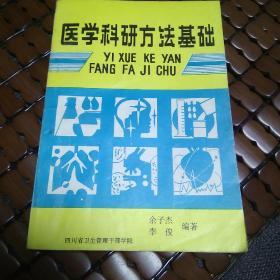 医学科研方法基础
YI XUE KE YAN
FANG FA JI CHU
余子杰
李俊
编著
四川省卫生管理干部学院